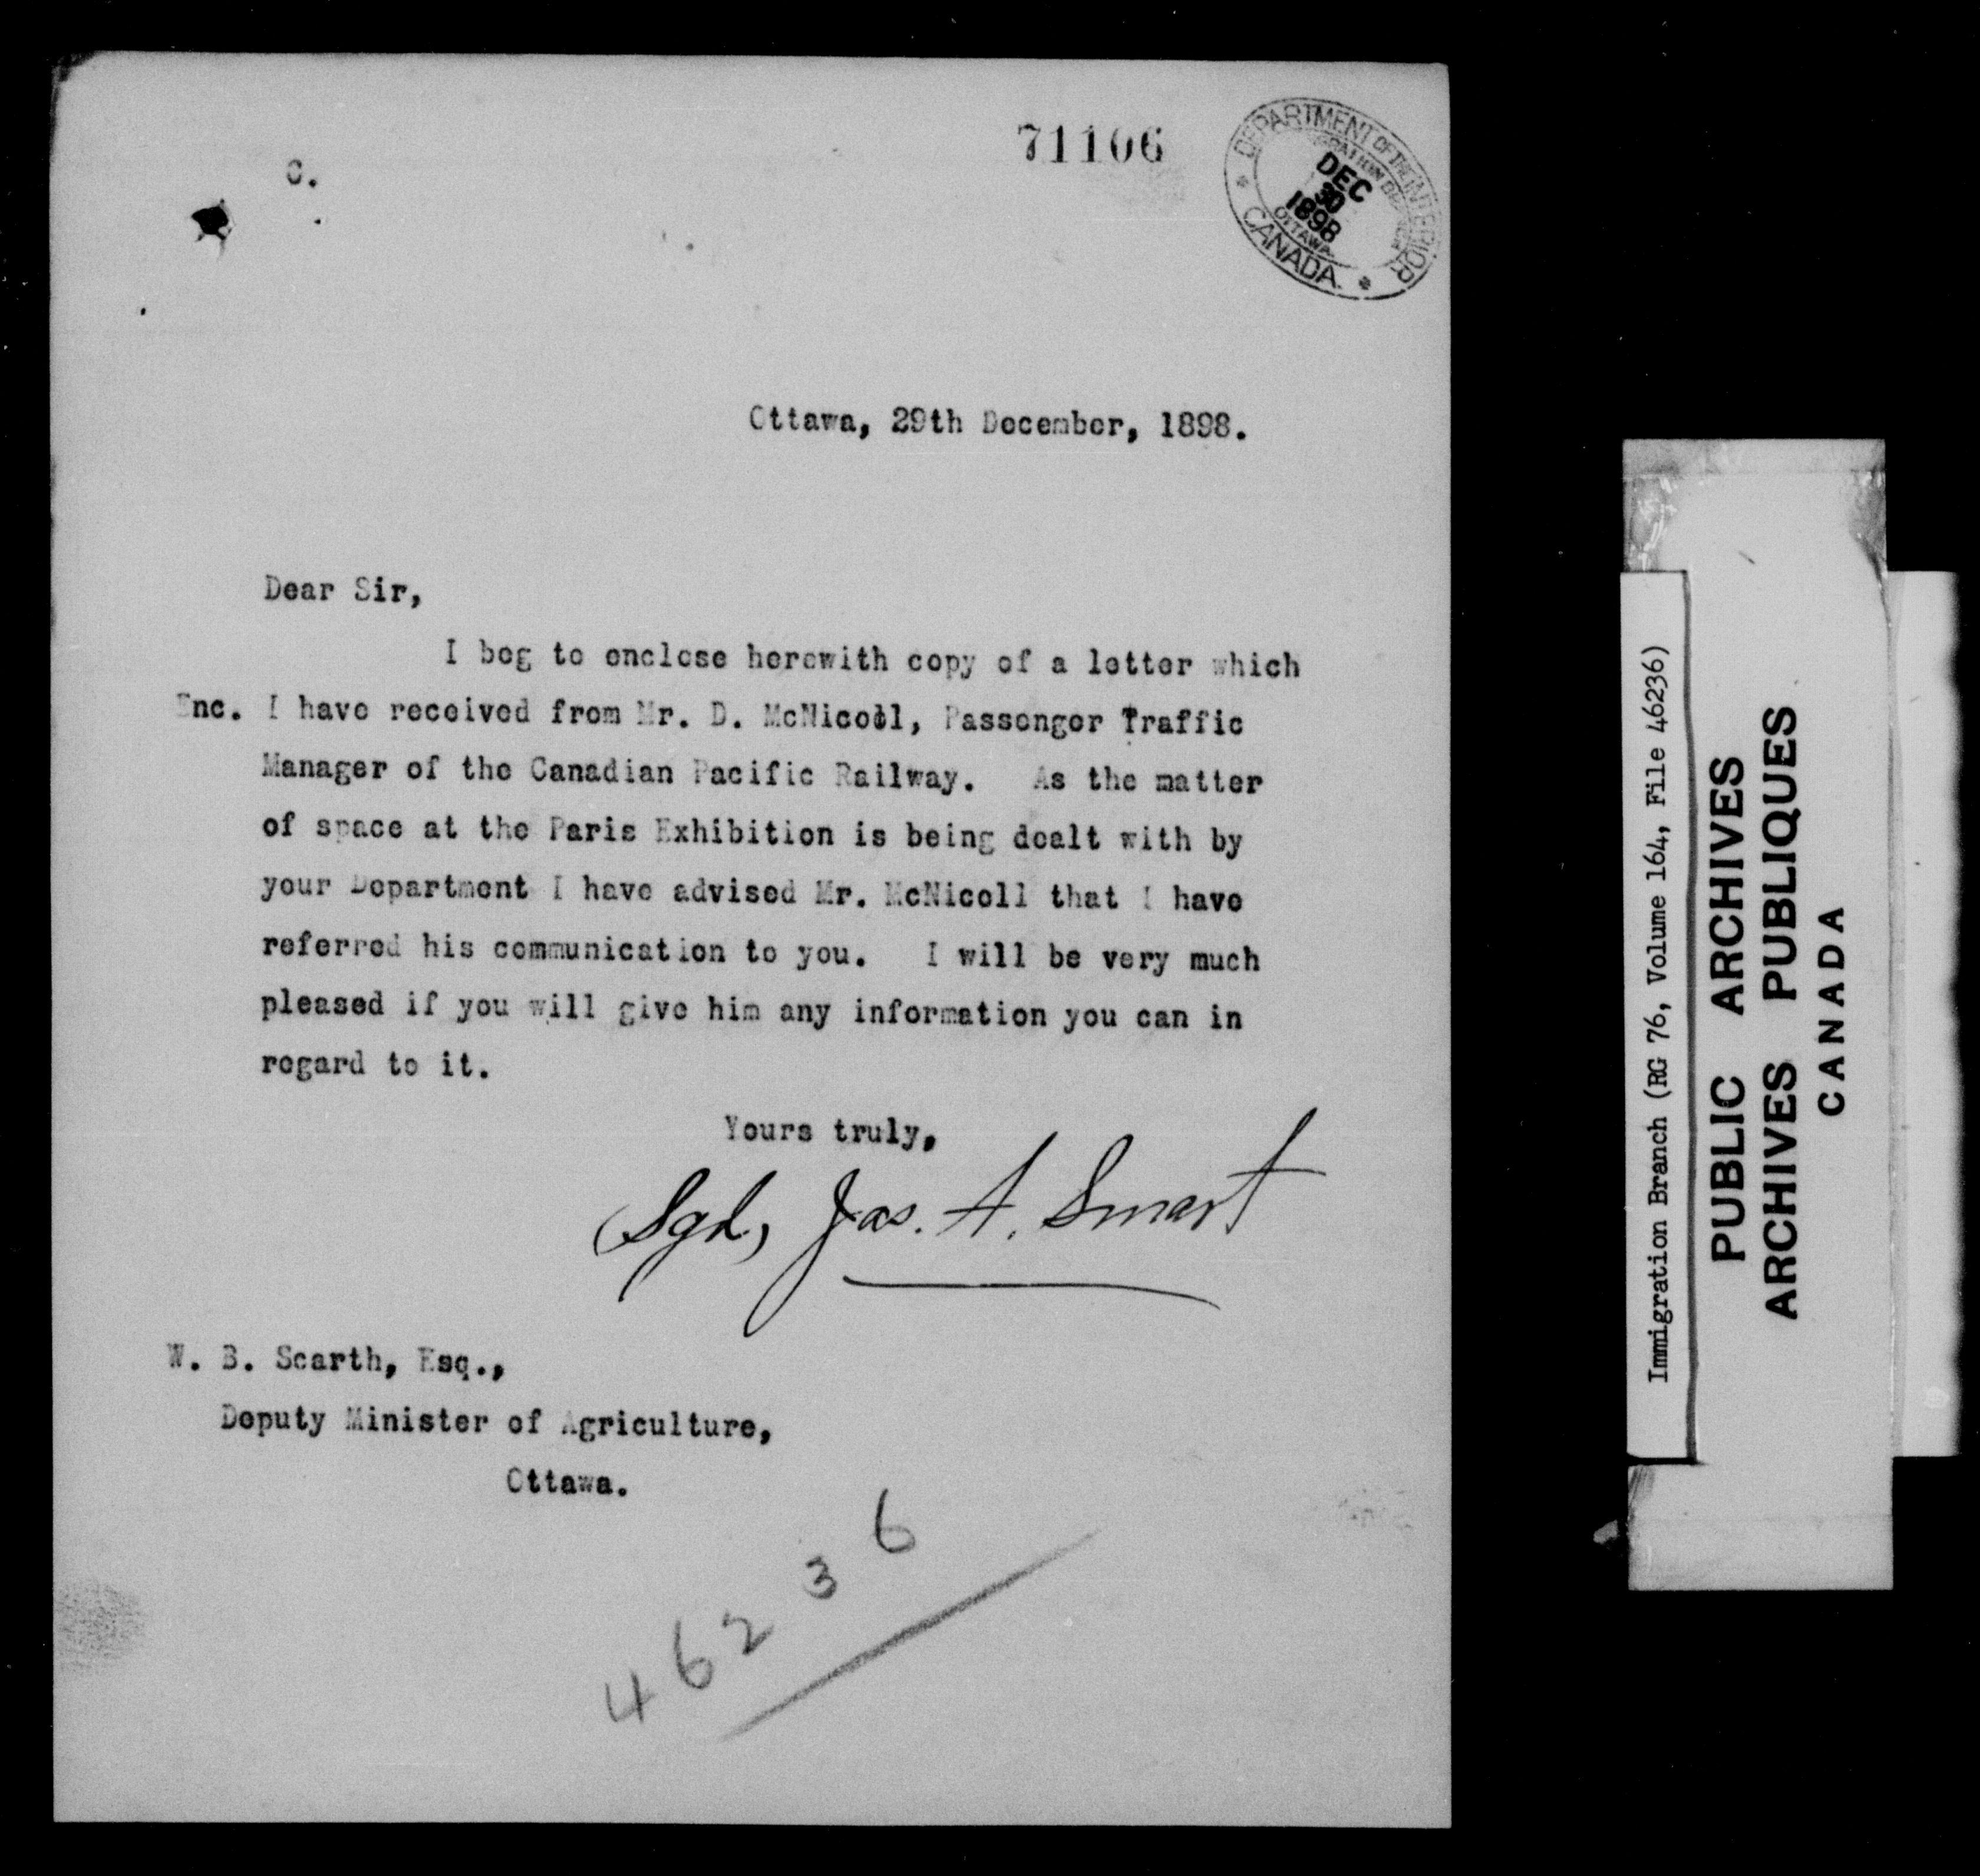 71106
C.
DEPARTMENT OF THE INTERIOR
DEC
30
1898
OTTAWA
CANADA.
Ottawa, 29th December, 1898.
Dear Sir,
I beg to enclose herewith copy of a letter which
Enc. I have received from Mr. D. McNicoll, Passenger Traffic
Manager of the Canadian Pacific Railway. As the matter
of space at the Paris Exhibition is being dealt with by
your Department I have advised Mr. McNicoll that I have
referred his communication to you. I will be very much
pleased if you will give him any information you can in
regard to it.
Yours truly,
(Sgd, Jas. A. Smart
W. B. Scarth, Esq.,
Deputy Minister of Agriculture,
Ottawa.
46236
Immigration Branch (RG 76, Volume 164, File 46236)
PUBLIC ARCHIVES
ARCHIVES PUBLIQUES
CANADA